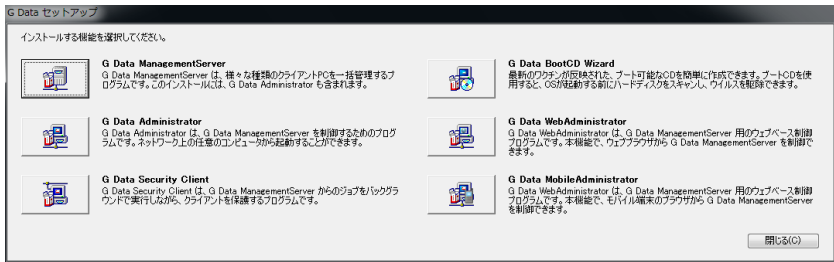 G Data セットアップ
インストールする機能を選択してください。
G Data ManagementServer
G Data ManagementServer は、様々な種類のクライアントPCを一括管理するプ
ログラムです。このインストールには、G Data Administrator も含まれます。
G Data Administrator
G Data Administrator は、G Data ManagementServer を制御するためのプログ
ラムです。ネットワーク上の任意のコンピュータから起動することができます。
G Data Security Client
G Data Security Client は、G Data ManagementServer からのジョブをバックグラ
ウンドで実行しながら、クライアントを保護するプログラムです。
G Data BootCD Wizard
最新のワクチンが反映された、ブート可能なCDを簡単に作成できます。ブートCDを使
用すると、OSが起動する前にハードディスクをスキャンし、ウイルスを駆除できます。
G Data WebAdministrator
G Data WebAdministrator は、G Data ManagementServer 用のウェブベース制御
プログラムです。本機能で、ウェブブラウザから G Data ManagementServer を制御で
きます。
G Data MobileAdministrator
G Data WebAdministrator は、G Data ManagementServer 用のウェブベース制御
プログラムです。本機能で、モバイル端末のブラウザから G Data ManagementServer
を制御できます。
閉じる(C)